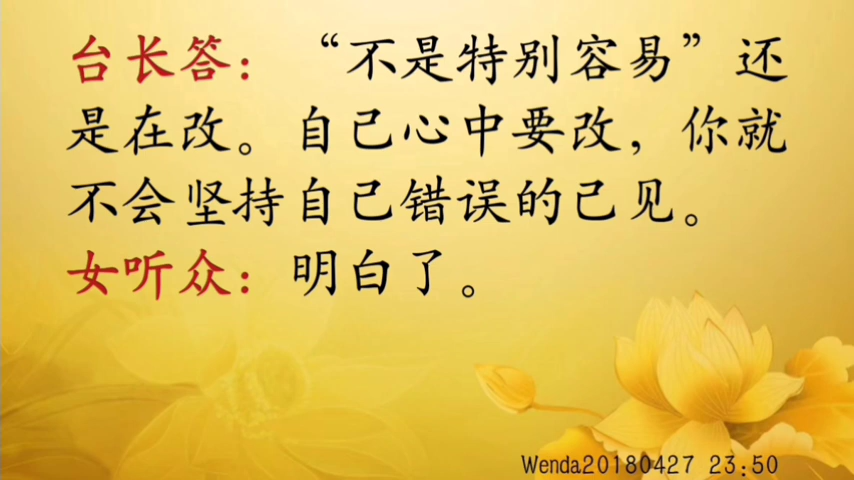 台长答：“不是特别容易”还
是在改。自己心中要改，你就
不会坚持自己错误的己见。
女听众：明白了。
Wenda20180427 23:50